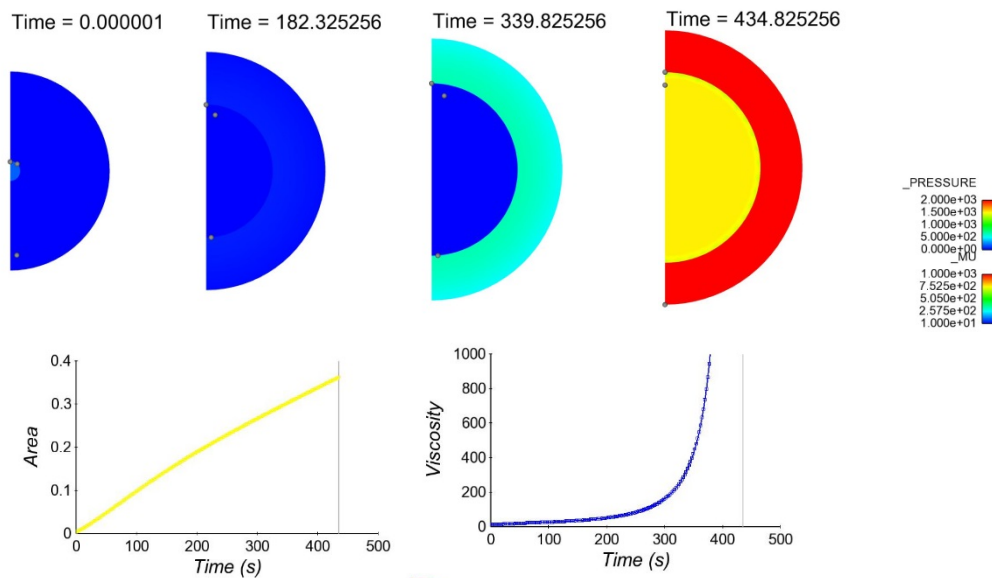 Time = 0.000001
Time = 182.325256
Time = 339.825256
Time = 434.825256
_PRESSURE
2.000e+03
1.500e+03
1.000e+03
5.000e+02
0.000e+00
_MU
1.000e+03
7.525e+02
5.050e+02
2.575e+02
1.000e+01
0.4
0.3
0.2
0.1
0
Area
0 100 200 300 400 500
Time (s)
1000
800
600
400
200
0
Viscosity
0 100 200 300 400 500
Time (s)